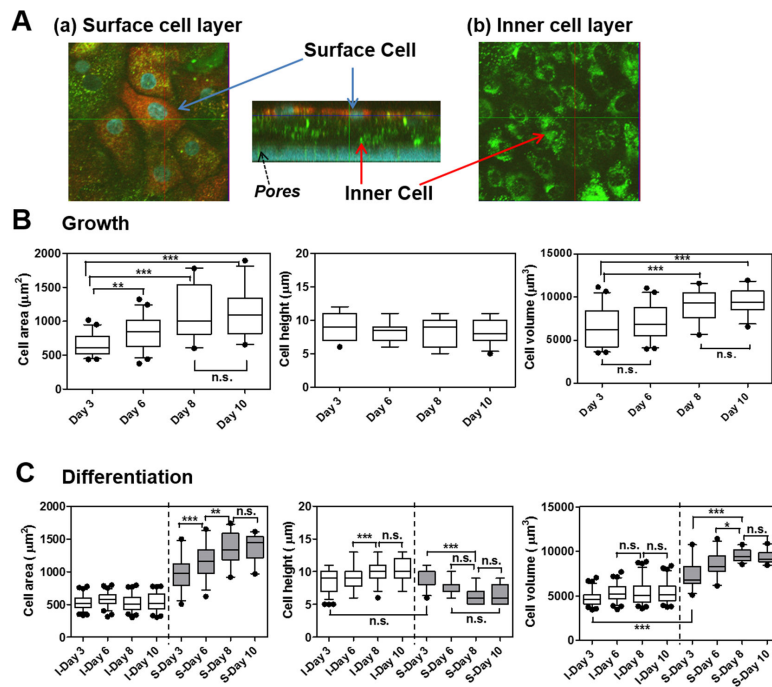 A
(a) Surface cell layer
(b) Inner cell layer
Surface Cell
Pores
Inner Cell
B Growth
Cell area (μm²)
2000
1500
1000
500
0
***
***
**
n.s.
Day 3
Day 6
Day 8
Day 10
Cell height (μm)
20
15
10
5
0
Day 3
Day 6
Day 8
Day 10
Cell volume (μm³)
15000
10000
5000
0
***
***
n.s.
n.s.
Day 3
Day 6
Day 8
Day 10
C Differentiation
Cell area ( μm²)
2000
1500
1000
500
0
***
**
n.s.
I-Day 3
I-Day 6
I-Day 8
I-Day 10
S-Day 3
S-Day 6
S-Day 8
S-Day 10
Cell height ( μm)
20
15
10
5
0
***
n.s.
***
n.s.
n.s.
n.s.
n.s.
I-Day 3
I-Day 6
I-Day 8
I-Day 10
S-Day 3
S-Day 6
S-Day 8
S-Day 10
Cell volume ( μm³)
15000
10000
5000
0
***
*
n.s.
n.s.
n.s.
***
I-Day 3
I-Day 6
I-Day 8
I-Day 10
S-Day 3
S-Day 6
S-Day 8
S-Day 10